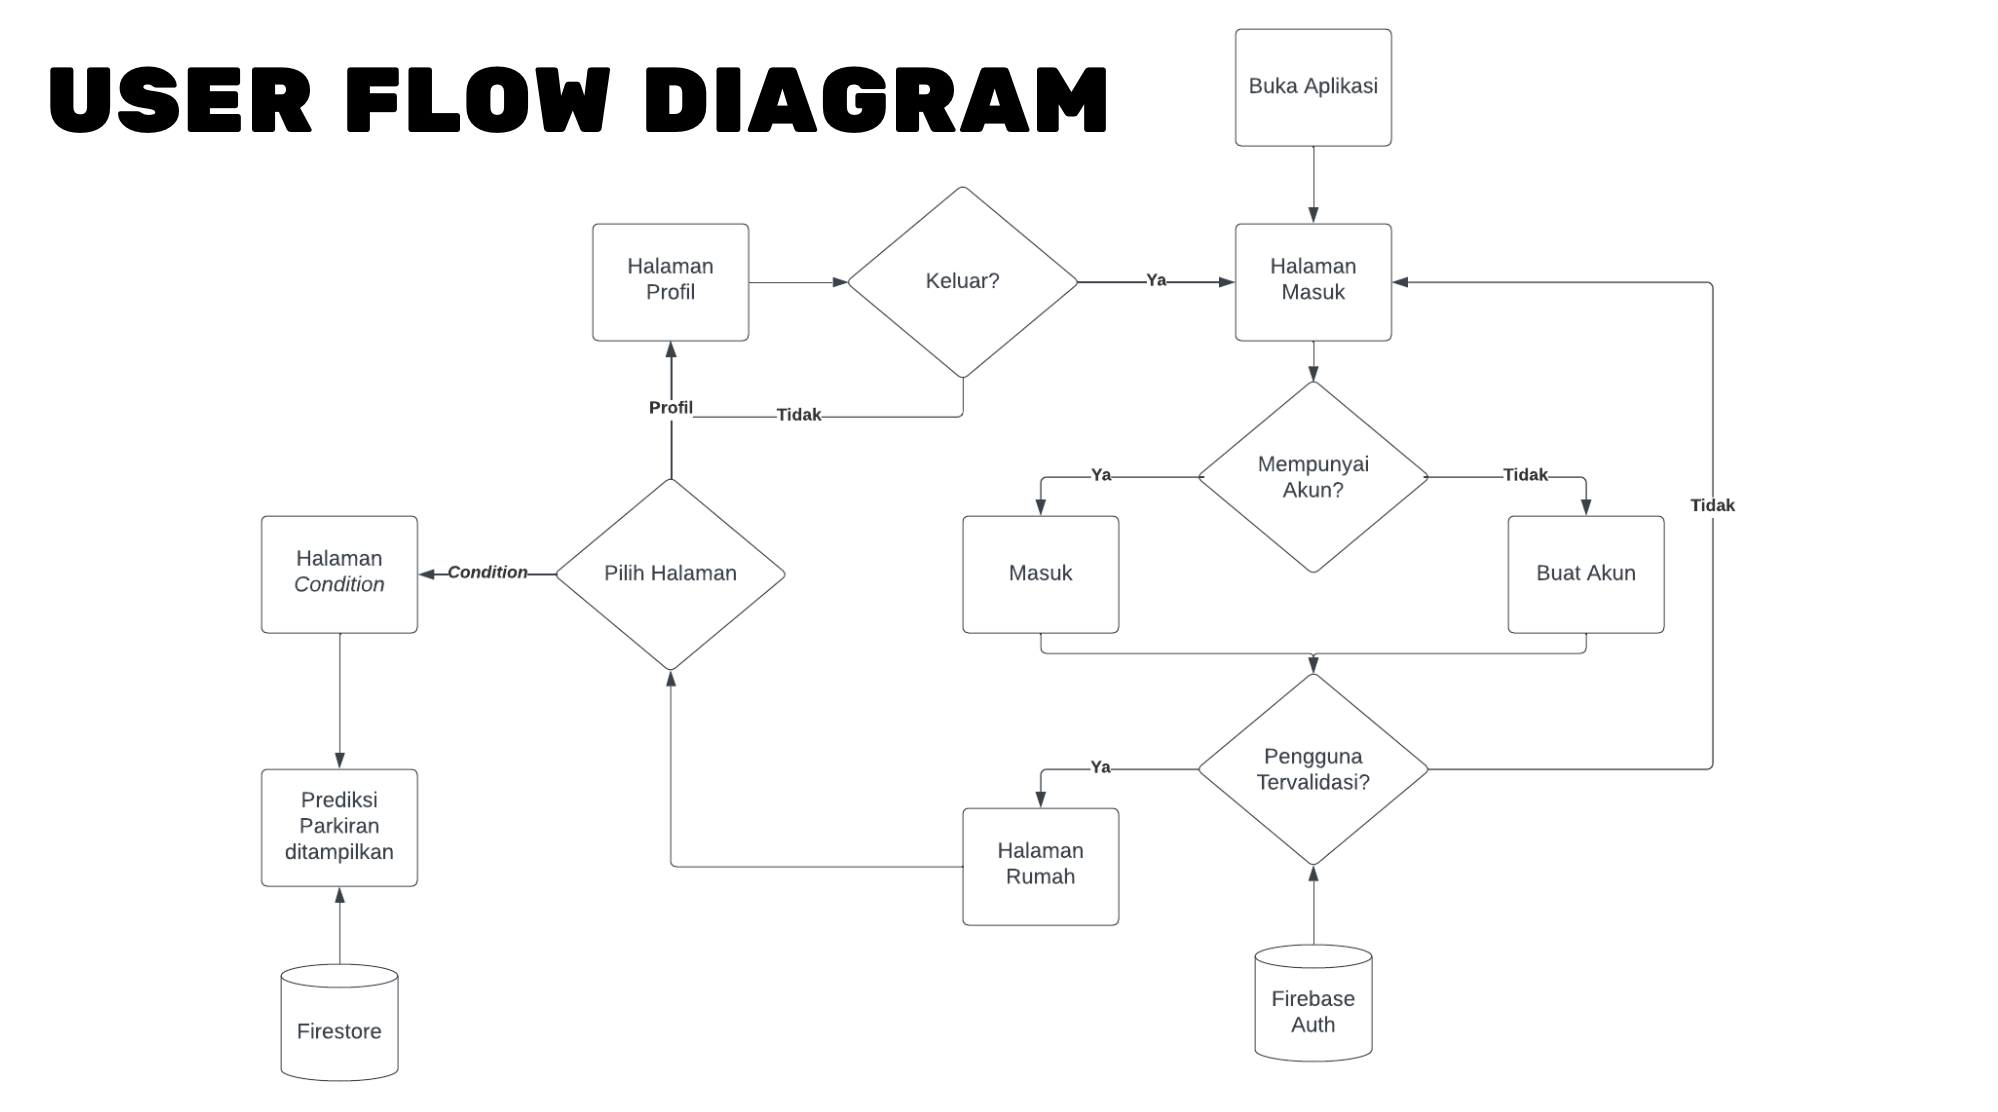 USER FLOW DIAGRAM
Buka Aplikasi
Halaman
Profil
Keluar?
Ya
Halaman
Masuk
Profil
Tidak
Mempunyai
Akun?
Ya
Tidak
Tidak
Halaman
Condition
Condition
Pilih Halaman
Masuk
Buat Akun
Pengguna
Tervalidasi?
Ya
Prediksi
Parkiran
ditampilkan
Halaman
Rumah
Firestore
Firebase
Auth